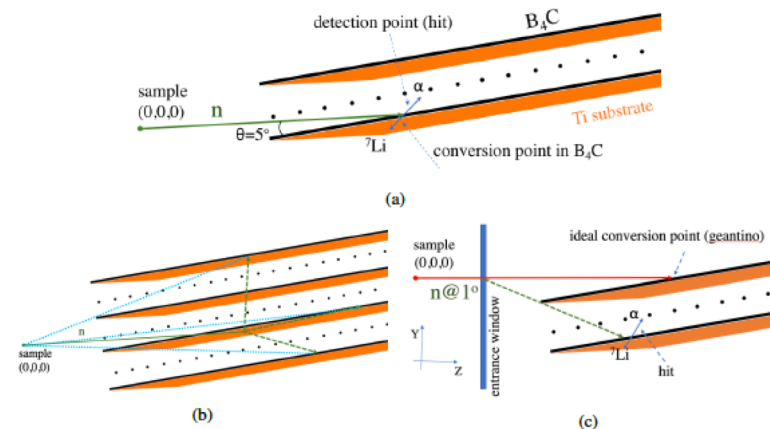 detection point (hit)
B₄C
sample
(0,0,0)
n
α
θ=5°
Ti substrate
⁷Li
conversion point in B₄C
(a)
n
sample
(0,0,0)
(b)
sample
(0,0,0)
ideal conversion point (geantino)
n@1°
entrance window
α
Y
Z
⁷Li
hit
(c)